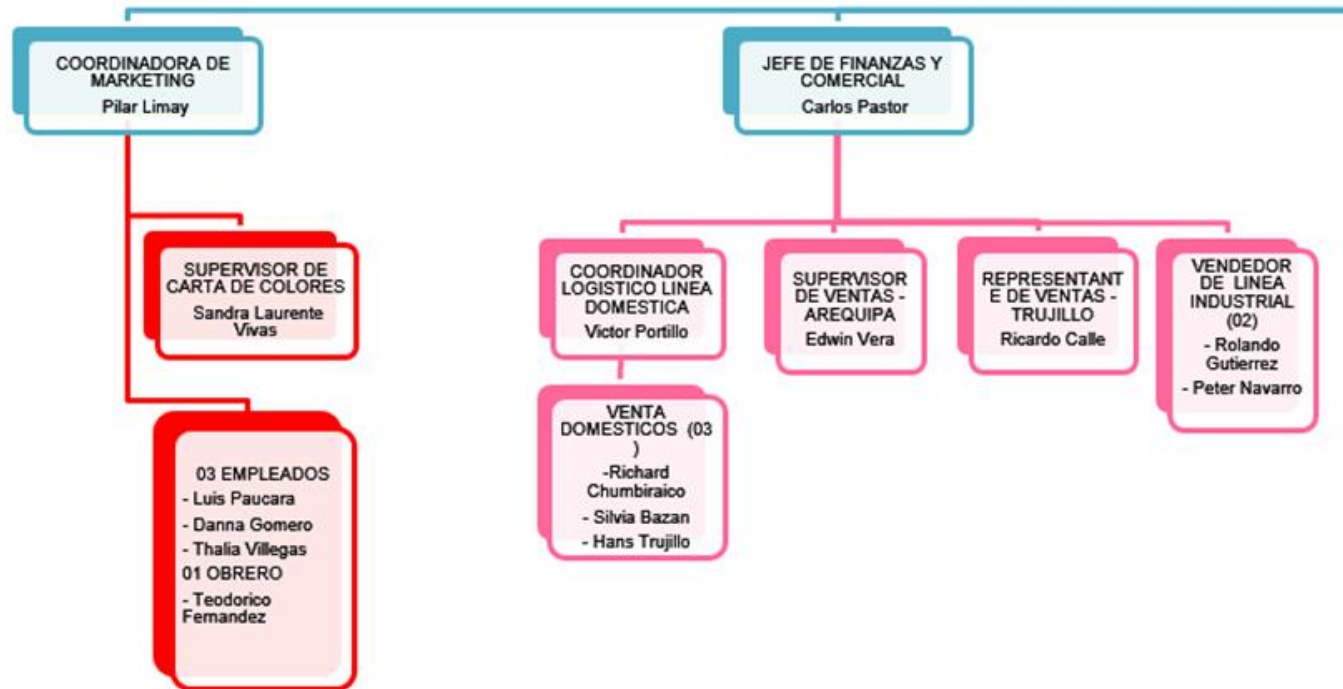 COORDINADORA DE
MARKETING
Pilar Limay
JEFE DE FINANZAS Y
COMERCIAL
Carlos Pastor
SUPERVISOR DE
CARTA DE COLORES
Sandra Laurente
Vivas
03 EMPLEADOS
- Luis Paucara
- Danna Gomero
- Thalia Villegas
01 OBRERO
- Teodorico
Fernandez
COORDINADOR
LOGISTICO LINEA
DOMESTICA
Victor Portillo
VENTA
DOMESTICOS (03
)
-Richard
Chumbiraico
- Silvia Bazan
- Hans Trujillo
SUPERVISOR
DE VENTAS -
AREQUIPA
Edwin Vera
REPRESENTANT
E DE VENTAS -
TRUJILLO
Ricardo Calle
VENDEDOR
DE LINEA
INDUSTRIAL
(02)
- Rolando
Gutierrez
- Peter Navarro